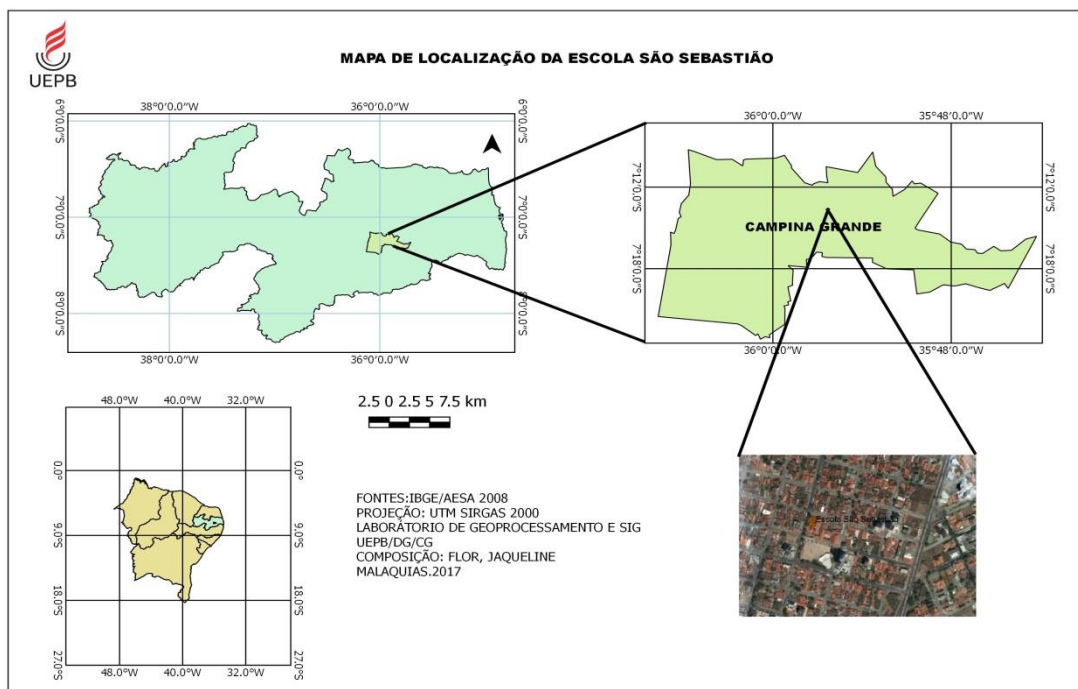 UEPB
MAPA DE LOCALIZAÇÃO DA ESCOLA SÃO SEBASTIÃO
38°0'0.0"W 36°0'0.0"W
6°0'0.0"S 6°0'0.0"S
7°0'0.0"S 7°0'0.0"S
8°0'0.0"S 8°0'0.0"S
38°0'0.0"W 36°0'0.0"W
36°0'0.0"W 35°48'0.0"W
7°12'0.0"S 7°12'0.0"S
CAMPINA GRANDE
7°18'0.0"S 7°18'0.0"S
36°0'0.0"W 35°48'0.0"W
48.0°W 40.0°W 32.0°W
0.0° 0.0°
9.0°S 9.0°S
18.0°S 18.0°S
27.0°S 27.0°S
48.0°W 40.0°W 32.0°W
2.5 0 2.5 5 7.5 km
FONTES:IBGE/AESA 2008
PROJEÇÃO: UTM SIRGAS 2000
LABORATORIO DE GEOPROCESSAMENTO E SIG
UEPB/DG/CG
COMPOSIÇÃO: FLOR, JAQUELINE
MALAQUIAS.2017
Escola São Sebastião